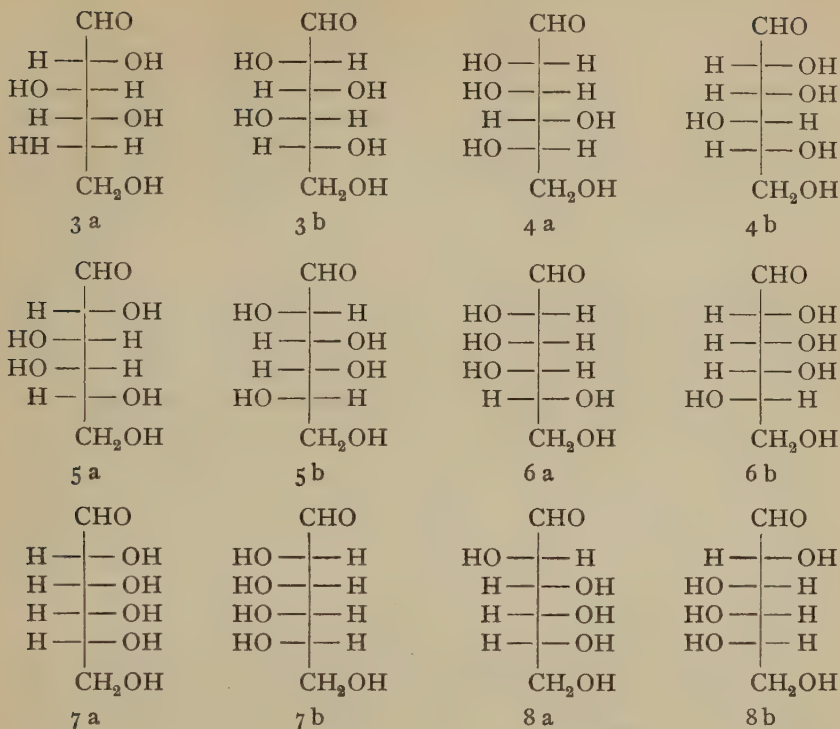 CHO CHO CHO CHO
H OH HO H HO H H OH
HO H H OH HO H H OH
H OH HO H H OH HO H
HH H H OH HO H H OH
CH₂OH CH₂OH CH₂OH CH₂OH
3 a 3 b 4 a 4 b
CHO CHO CHO CHO
H OH HO H HO H H OH
HO H H OH HO H H OH
HO H H OH HO H H OH
H OH HO H H OH HO H
CH₂OH CH₂OH CH₂OH CH₂OH
5 a 5 b 6 a 6 b
CHO CHO CHO CHO
H OH HO H HO H H OH
H OH HO H H OH HO H
H OH HO H H OH HO H
H OH HO H H OH HO H
CH₂OH CH₂OH CH₂OH CH₂OH
7 a 7 b 8 a 8 b